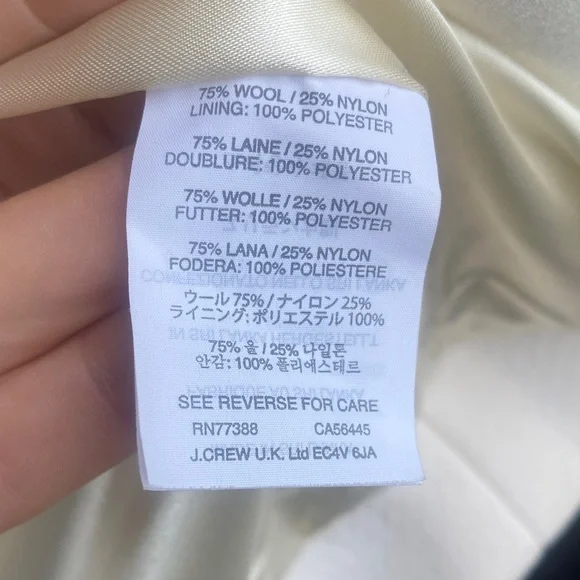 75% WOOL / 25% NYLON
LINING: 100% POLYESTER
75% LAINE / 25% NYLON
DOUBLURE: 100% POLYESTER
75% WOLLE / 25% NYLON
FUTTER: 100% POLYESTER
75% LANA / 25% NYLON
FODERA: 100% POLIESTERE
ウール 75% / ナイロン 25%
ライニング: ポリエステル 100%
75% 울 / 25% 나일론
안감: 100% 폴리에스테르
SEE REVERSE FOR CARE
RN77388 CA56445
J.CREW U.K. Ltd EC4V 6JA